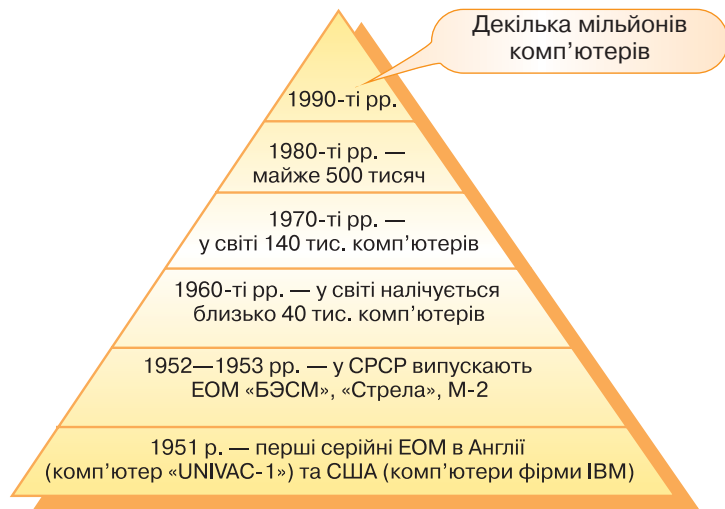 Декілька мільйонів
комп’ютерів
1990-ті рр.
1980-ті рр. —
майже 500 тисяч
1970-ті рр. —
у світі 140 тис. комп’ютерів
1960-ті рр. — у світі налічується
близько 40 тис. комп’ютерів
1952—1953 рр. — у СРСР випускають
ЕОМ «БЭСМ», «Стрела», М-2
1951 р. — перші серійні ЕОМ в Англії
(комп’ютер «UNIVAC-1») та США (комп’ютери фірми IBM)